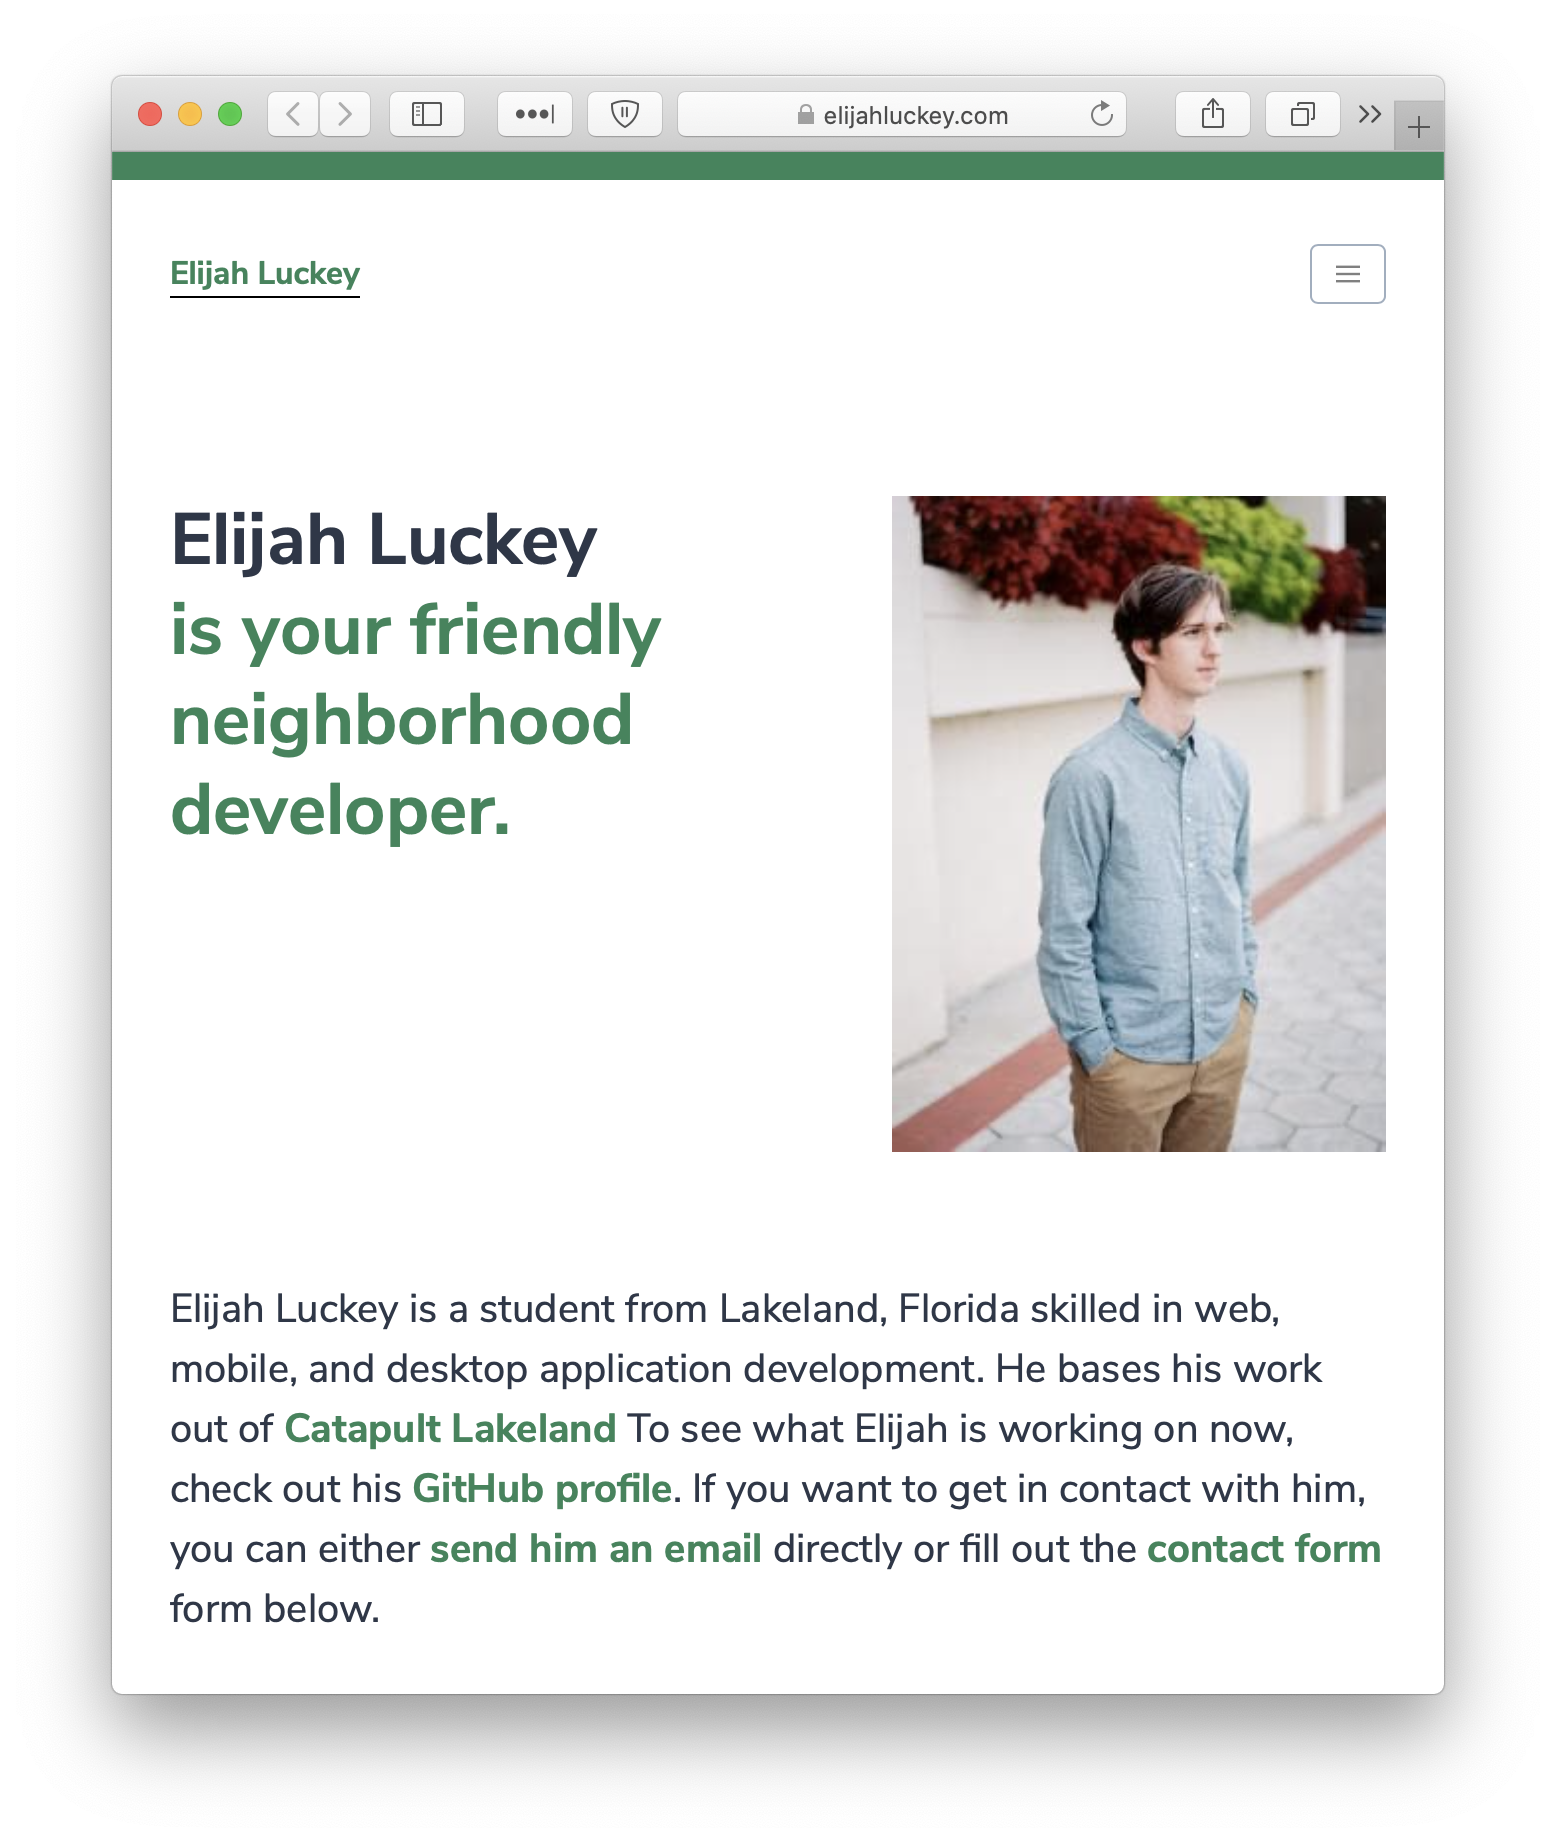 elijahluckey.com
Elijah Luckey
Elijah Luckey
is your friendly
neighborhood
developer.
Elijah Luckey is a student from Lakeland, Florida skilled in web,
mobile, and desktop application development. He bases his work
out of Catapult Lakeland To see what Elijah is working on now,
check out his GitHub profile. If you want to get in contact with him,
you can either send him an email directly or fill out the contact form
form below.